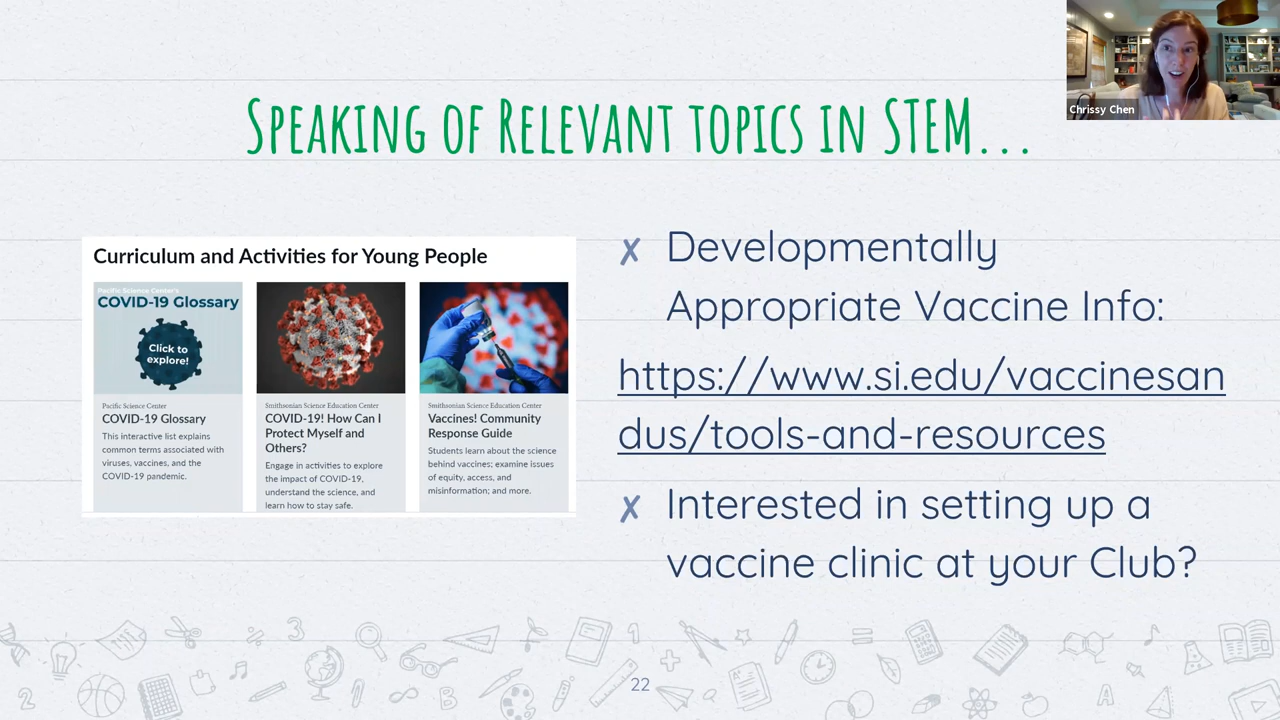 Speaking of Relevant topics in STEM...
Chrissy Chen
Curriculum and Activities for Young People
Pacific Science Center's
COVID-19 Glossary
Click to
explore!
Pacific Science Center
COVID-19 Glossary
This interactive list explains
common terms associated with
viruses, vaccines, and the
COVID-19 pandemic.
Smithsonian Science Education Center
COVID-19! How Can I
Protect Myself and
Others?
Engage in activities to explore
the impact of COVID-19,
understand the science, and
learn how to stay safe.
Smithsonian Science Education Center
Vaccines! Community
Response Guide
Students learn about the science
behind vaccines; examine issues
of equity, access, and
misinformation; and more.
✗ Developmentally
Appropriate Vaccine Info:
https://www.si.edu/vaccinesan
dus/tools-and-resources
✗ Interested in setting up a
vaccine clinic at your Club?
22